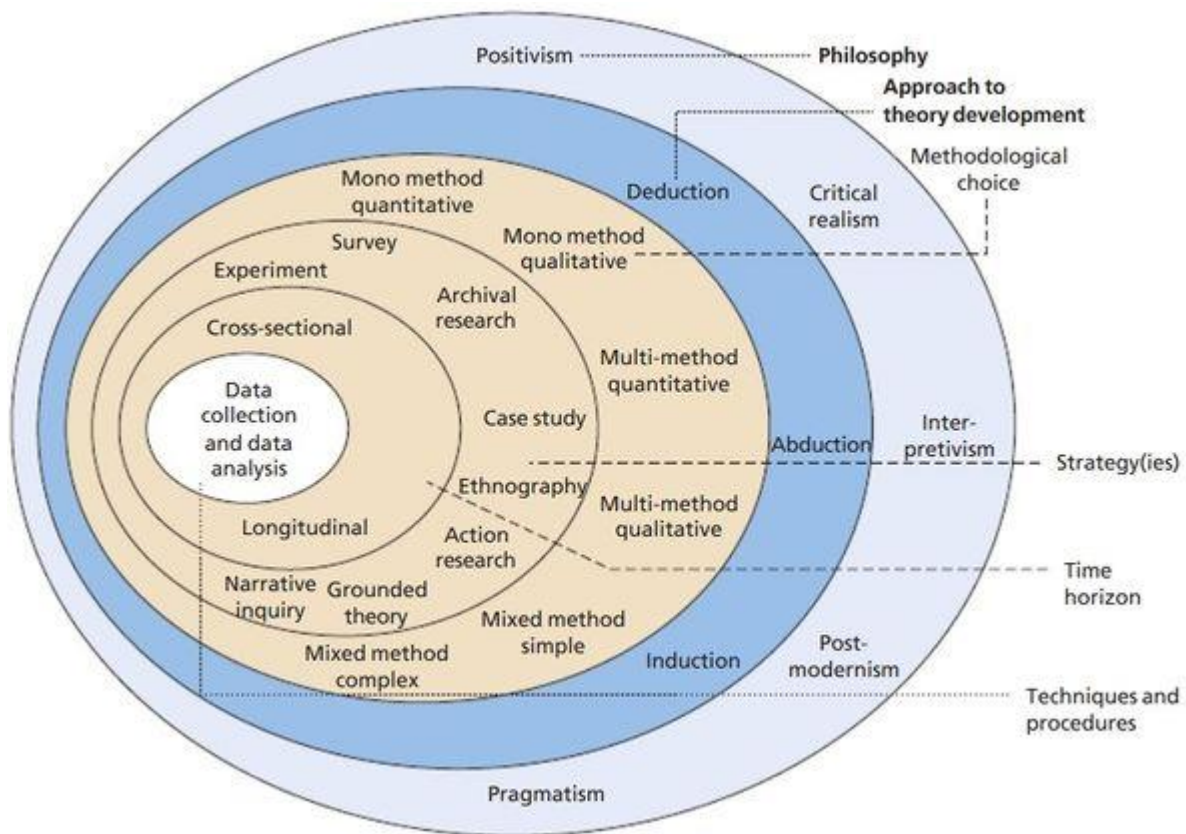 Positivism
Philosophy
Approach to
theory development
Methodological
choice
Mono method
quantitative
Deduction
Critical
realism
Survey
Mono method
qualitative
Experiment
Archival
research
Cross-sectional
Multi-method
quantitative
Data
collection
and data
analysis
Case study
Abduction
Inter-
pretivism
Strategy(ies)
Ethnography
Multi-method
qualitative
Longitudinal
Action
research
Time
horizon
Narrative
inquiry
Grounded
theory
Mixed method
simple
Mixed method
complex
Induction
Post-
modernism
Techniques and
procedures
Pragmatism